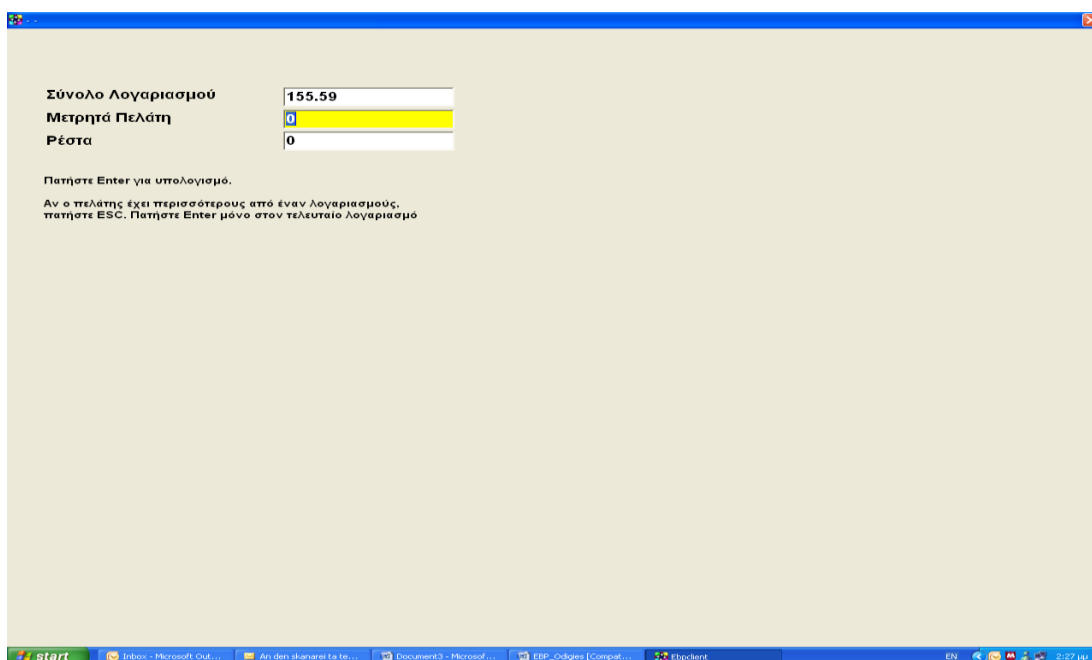 - -
Σύνολο Λογαριασμού 155.59
Μετρητά Πελάτη 0
Ρέστα 0
Πατήστε Enter για υπολογισμό.
Αν ο πελάτης έχει περισσότερους από έναν λογαριασμούς,
πατήστε ESC. Πατήστε Enter μόνο στον τελευταίο λογαριασμό
start Inbox - Microsoft Out... An den skanarei ta te... Document3 - Microsof... EBP_Odigies [Compat... Ebpclient EN 2:27 μμ